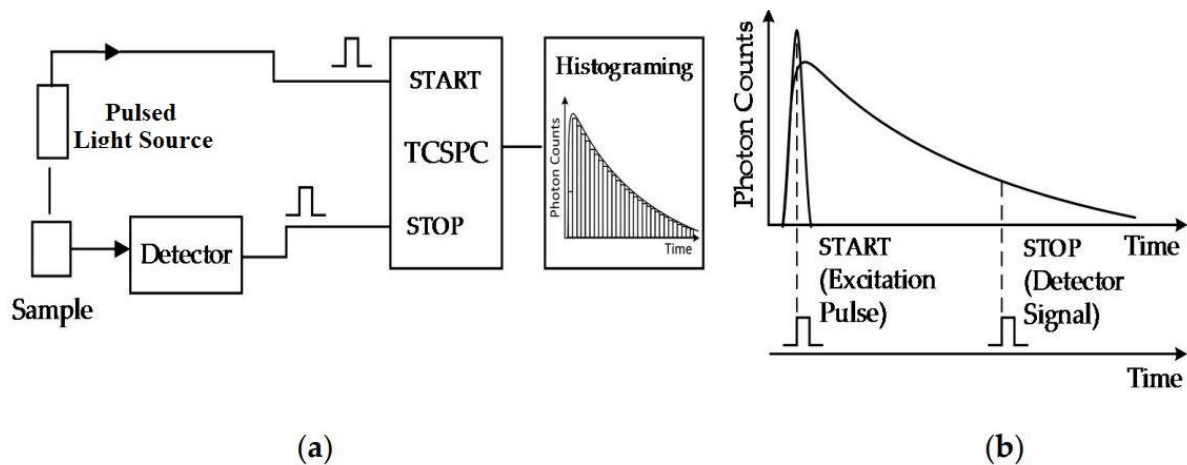 Pulsed
Light Source
Sample
Detector
START
TCSPC
STOP
Histograming
Photon Counts
Time
(a)
Photon Counts
Time
START
(Excitation
Pulse)
STOP
(Detector
Signal)
Time
(b)